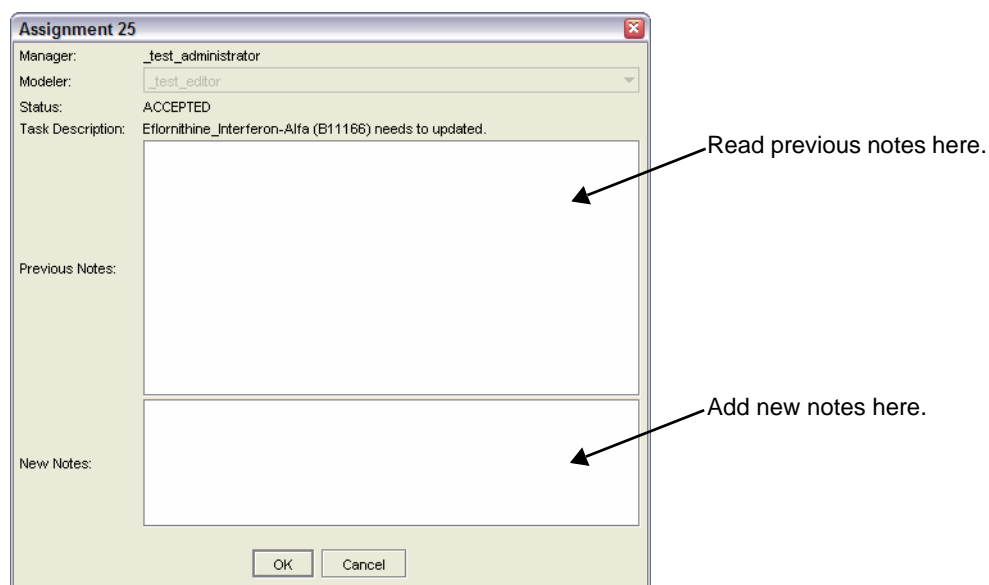 Assignment 25
Manager: _test_administrator
Modeler: _test_editor
Status: ACCEPTED
Task Description: Eflornithine_Interferon-Alfa (B11166) needs to updated.
Read previous notes here.
Previous Notes:
Add new notes here.
New Notes:
OK Cancel